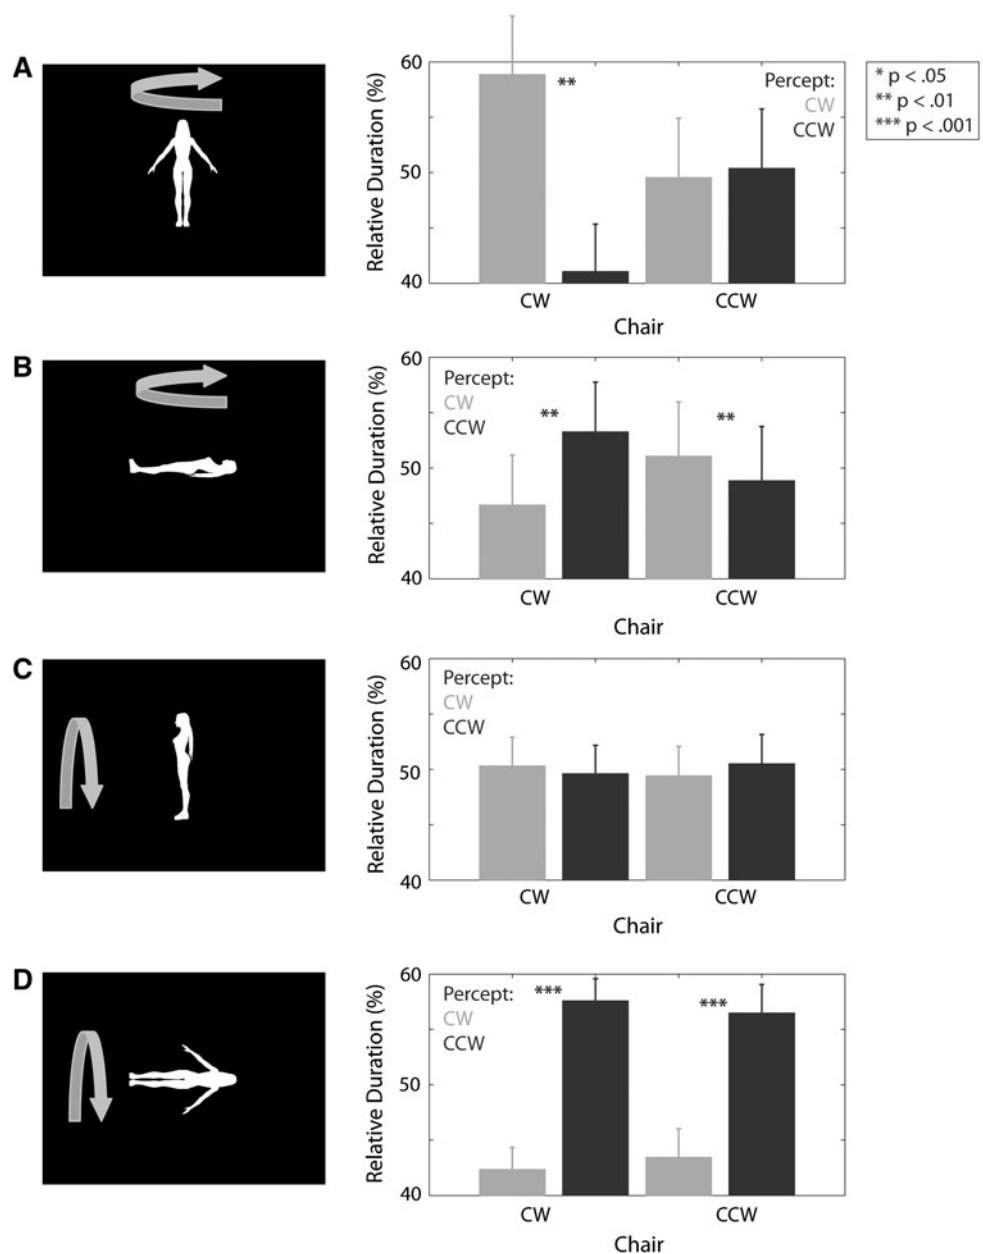 A
60
50
40
Relative Duration (%)
**
Percept:
CW
CCW
CW
CCW
Chair
* p < .05
** p < .01
*** p < .001
B
60
50
40
Relative Duration (%)
Percept:
CW
CCW
**
**
CW
CCW
Chair
C
60
50
40
Relative Duration (%)
Percept:
CW
CCW
CW
CCW
Chair
D
60
50
40
Relative Duration (%)
Percept:
CW
CCW
***
***
CW
CCW
Chair